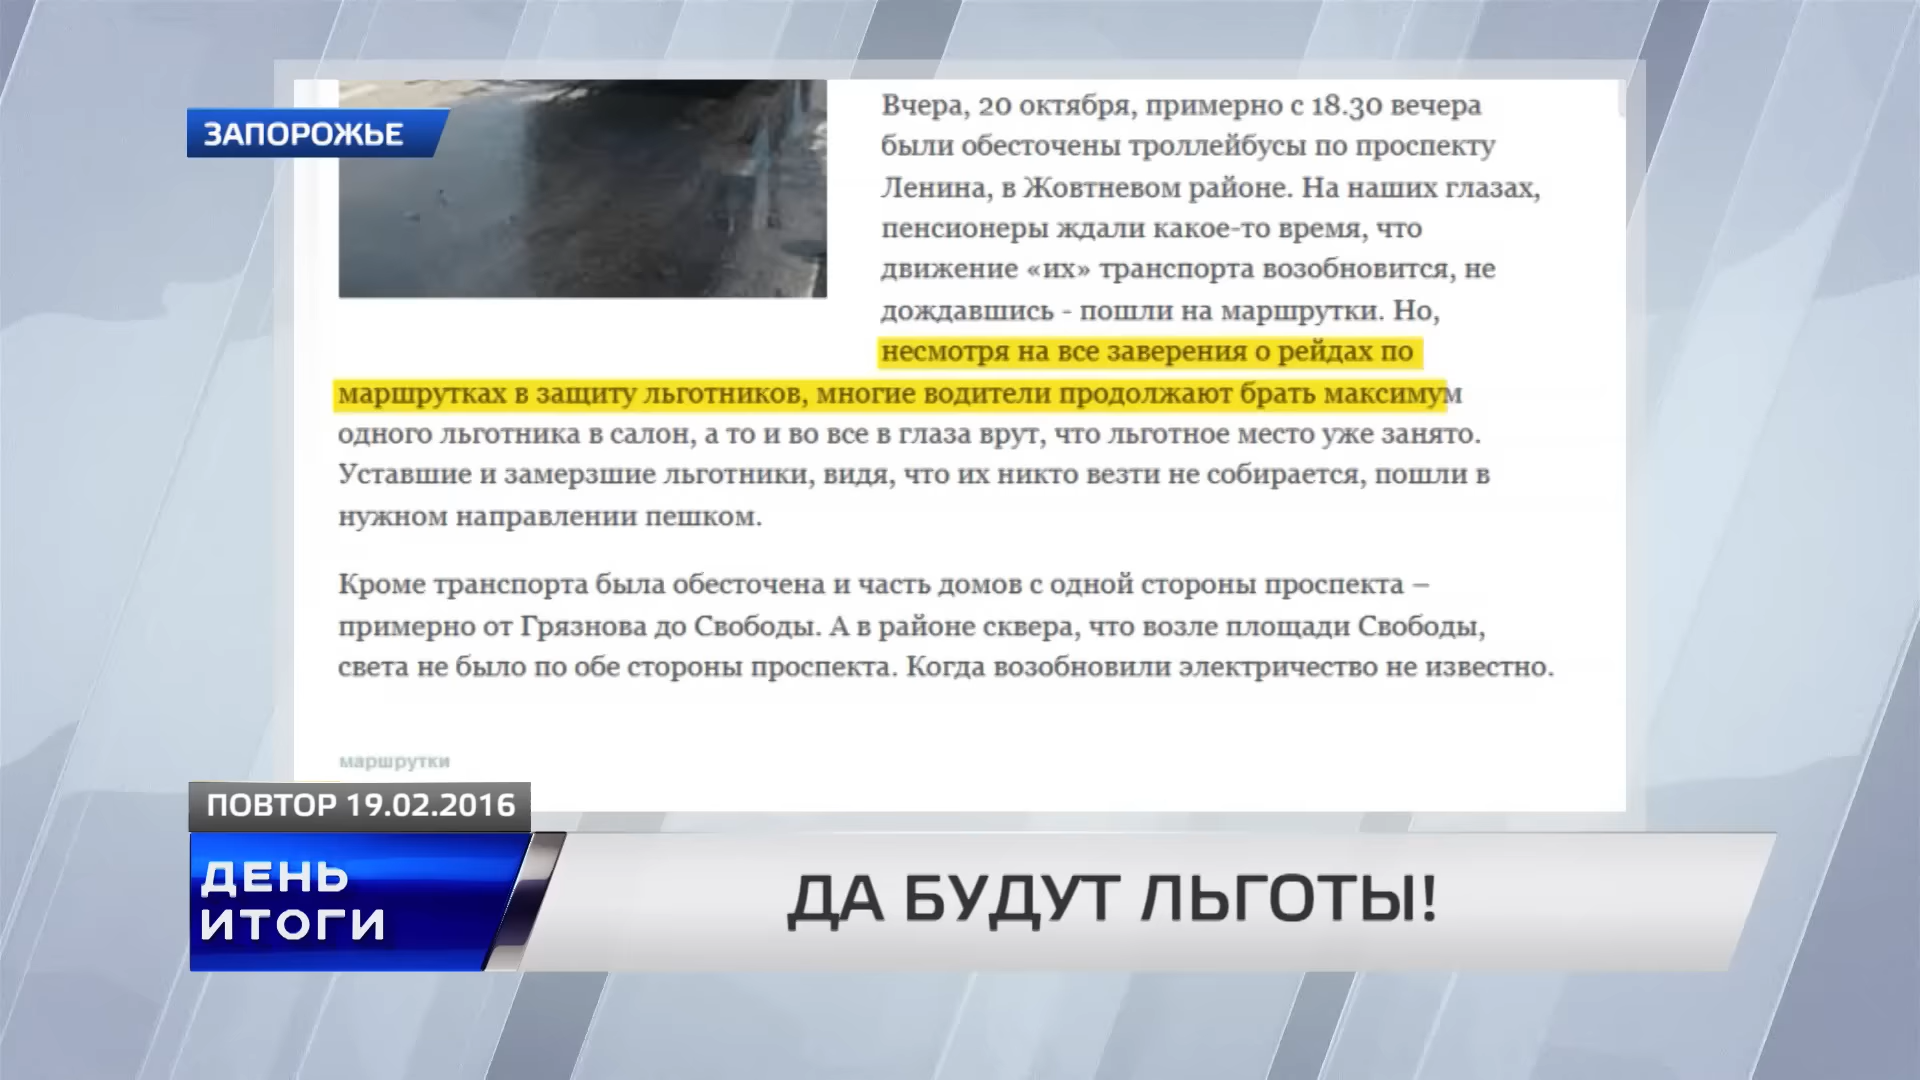 ЗАПОРОЖЬЕ
Вчера, 20 октября, примерно с 18.30 вечера
были обесточены троллейбусы по проспекту
Ленина, в Жовтневом районе. На наших глазах,
пенсионеры ждали какое-то время, что
движение «их» транспорта возобновится, не
дождавшись - пошли на маршрутки. Но,
несмотря на все заверения о рейдах по
маршрутках в защиту льготников, многие водители продолжают брать максимум
одного льготника в салон, а то и во все в глаза врут, что льготное место уже занято.
Уставшие и замерзшие льготники, видя, что их никто везти не собирается, пошли в
нужном направлении пешком.
Кроме транспорта была обесточена и часть домов с одной стороны проспекта –
примерно от Грязнова до Свободы. А в районе сквера, что возле площади Свободы,
света не было по обе стороны проспекта. Когда возобновили электричество не известно.
маршрутки
ПОВТОР 19.02.2016
ДЕНЬ
ИТОГИ
ДА БУДУТ ЛЬГОТЫ!